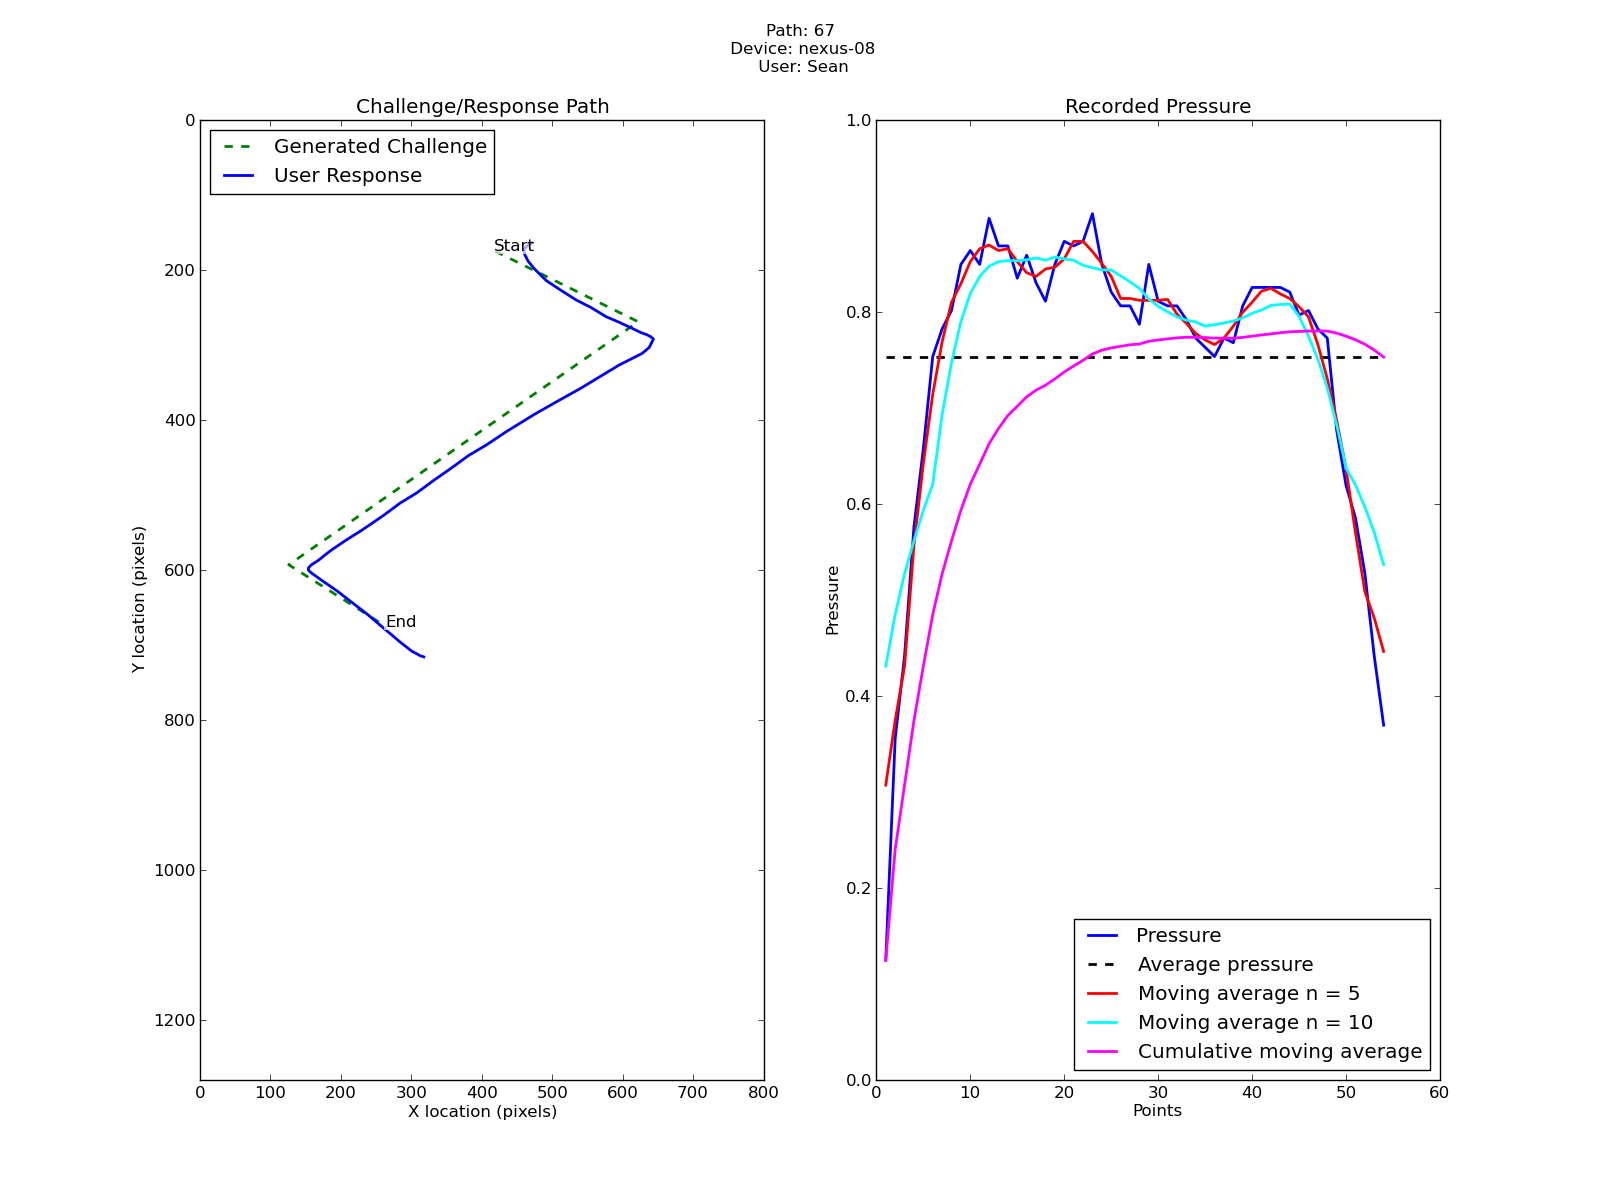 Path: 67
Device: nexus-08
User: Sean
Challenge/Response Path
Generated Challenge
User Response
Start
End
0
200
400
600
800
1000
1200
Y location (pixels)
0 100 200 300 400 500 600 700 800
X location (pixels)
Recorded Pressure
1.0
0.8
0.6
0.4
0.2
0.0
Pressure
Pressure
Average pressure
Moving average n = 5
Moving average n = 10
Cumulative moving average
0 10 20 30 40 50 60
Points